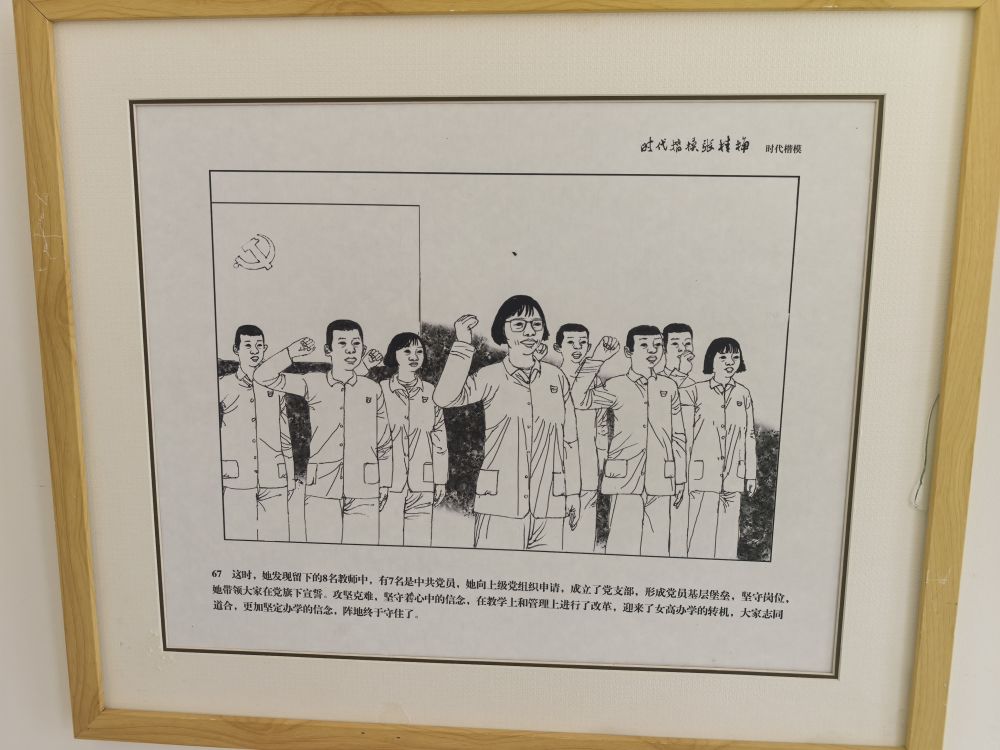 时代楷模张桂梅 时代楷模
67 这时，她发现留下的8名教师中，有7名是中共党员，她向上级党组织申请，成立了党支部，形成党员基层堡垒，坚守岗位，
她带领大家在党旗下宣誓。攻坚克难，坚守着心中的信念，在教学上和管理上进行了改革，迎来了女高办学的转机，大家志同
道合，更加坚定办学的信念，阵地终于守住了。